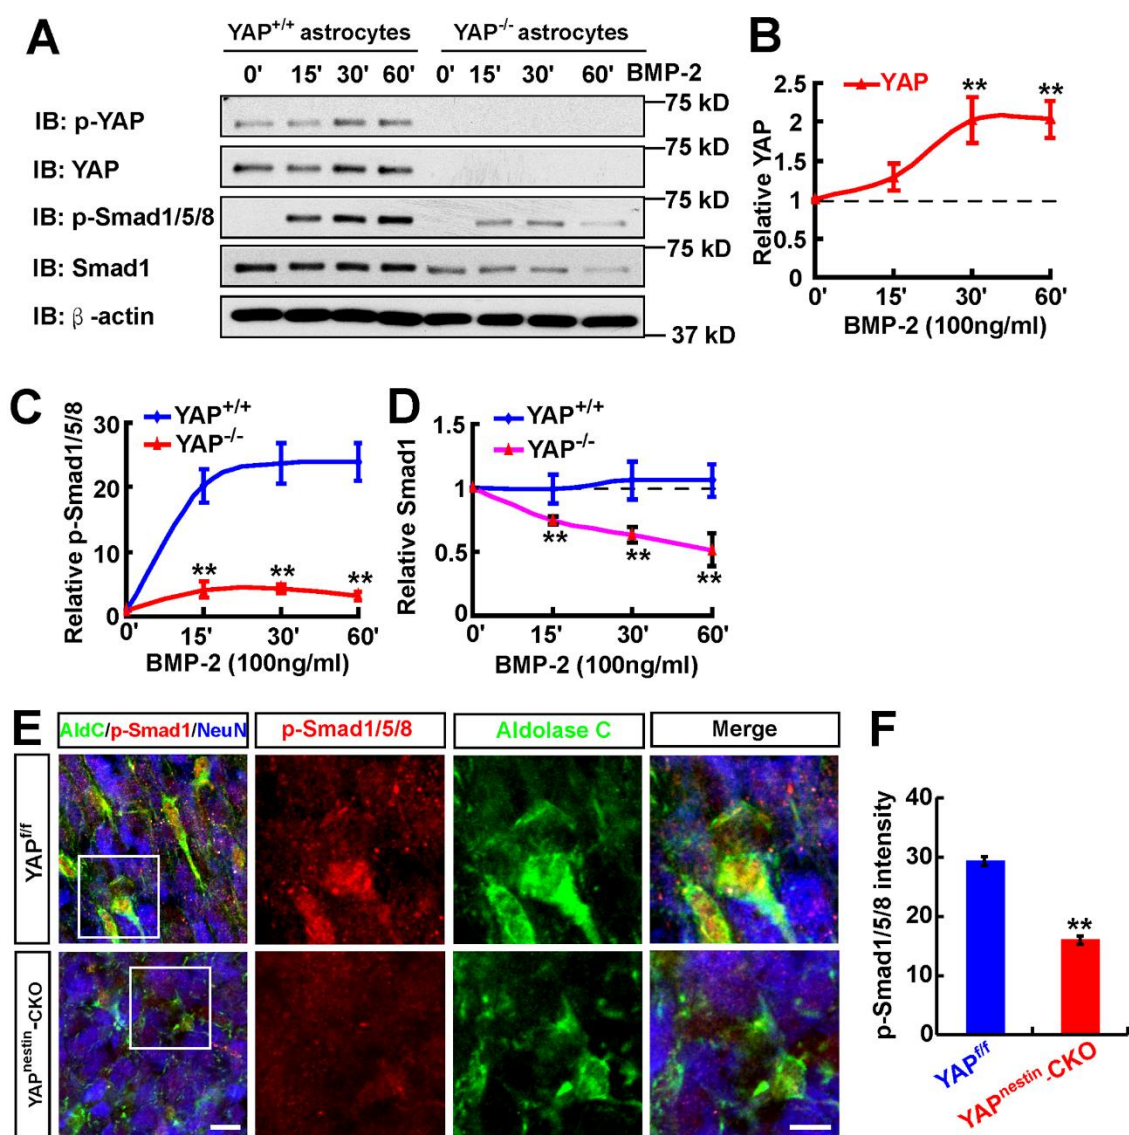 A
YAP+/+ astrocytes YAP-/- astrocytes
0' 15' 30' 60' 0' 15' 30' 60' BMP-2
IB: p-YAP
75 kD
IB: YAP
75 kD
IB: p-Smad1/5/8
75 kD
IB: Smad1
75 kD
IB: β -actin
37 kD
B
YAP
Relative YAP
2.5
2
1.5
1
0.5
0
** **
0' 15' 30' 60'
BMP-2 (100ng/ml)
C
YAP+/+
YAP-/-
Relative p-Smad1/5/8
30
20
10
0
** ** **
0' 15' 30' 60'
BMP-2 (100ng/ml)
D
YAP+/+
YAP-/-
Relative Smad1
1.5
1
0.5
0
** ** **
0' 15' 30' 60'
BMP-2 (100ng/ml)
E
AldC/p-Smad1/NeuN p-Smad1/5/8 Aldolase C Merge
YAPf/f
YAPnestin-CKO
F
p-Smad1/5/8 intensity
40
30
20
10
0
**
YAPf/f
YAPnestin-CKO